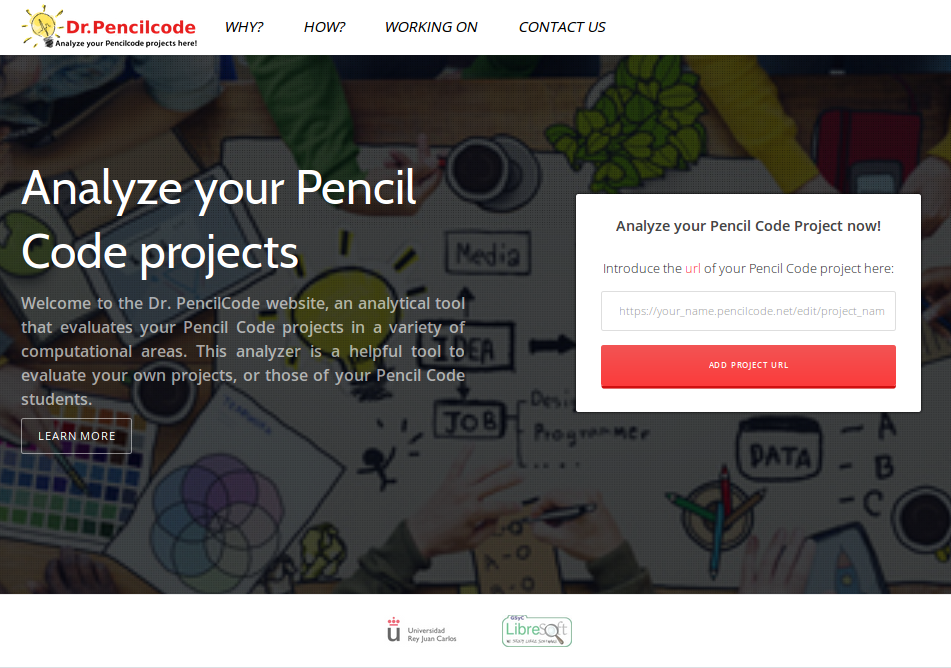 Dr.Pencilcode
Analyze your Pencilcode projects here!
WHY?
HOW?
WORKING ON
CONTACT US
Analyze your Pencil
Code projects
Welcome to the Dr. PencilCode website, an analytical tool
that evaluates your Pencil Code projects in a variety of
computational areas. This analyzer is a helpful tool to
evaluate your own projects, or those of your Pencil Code
students.
LEARN MORE
Analyze your Pencil Code Project now!
Introduce the url of your Pencil Code project here:
https://your_name.pencilcode.net/edit/project_nam
ADD PROJECT URL
Media
IDEA
JOB
Desi
Programmer
DATA
A
B
C
A
O
Universidad
Rey Juan Carlos
GSyC
LibreSoft